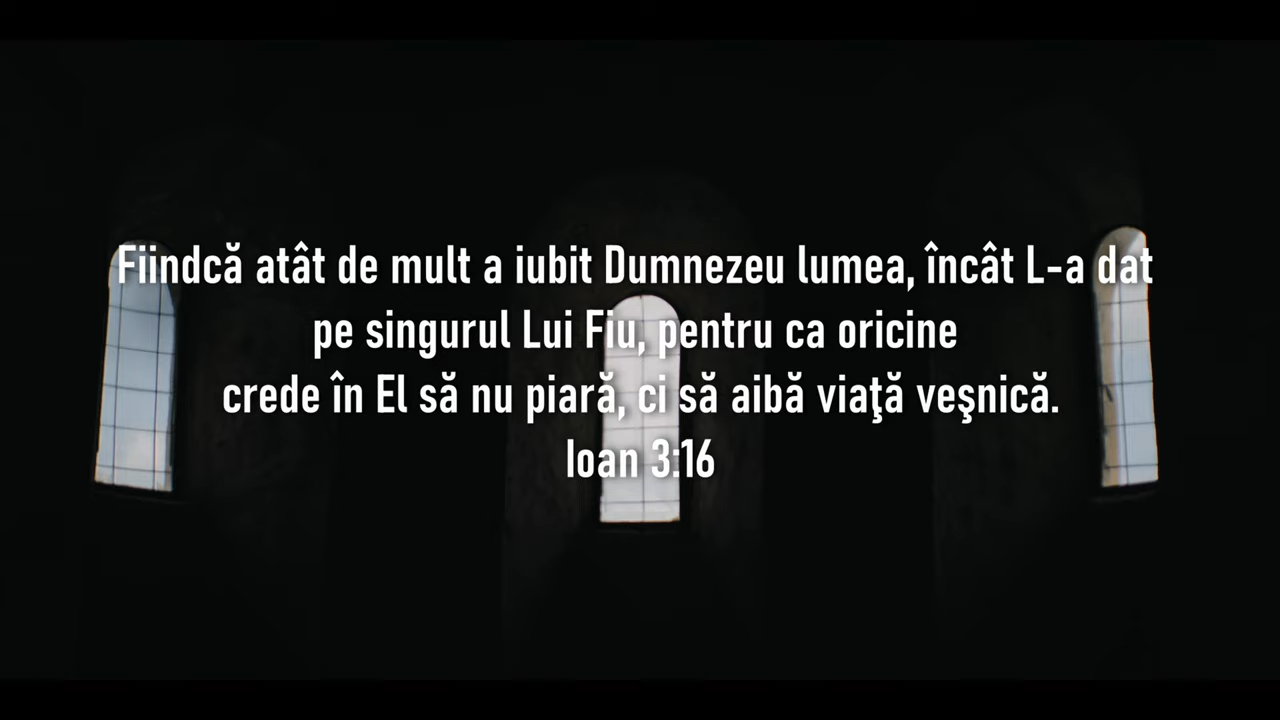 Fiindcă atât de mult a iubit Dumnezeu lumea, încât L-a dat
pe singurul Lui Fiu, pentru ca oricine
crede în El să nu piară, ci să aibă viaţă veşnică.
Ioan 3:16